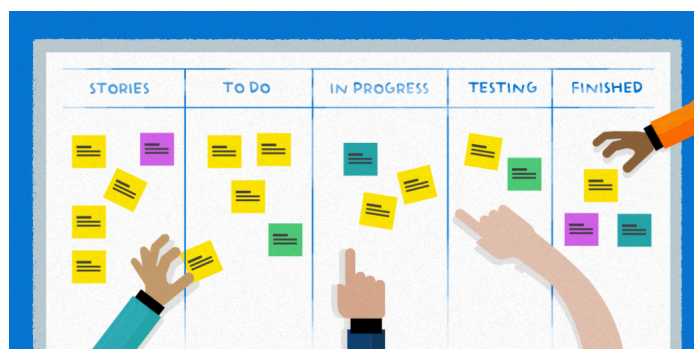 STORIES
TO DO
IN PROGRESS
TESTING
FINISHED